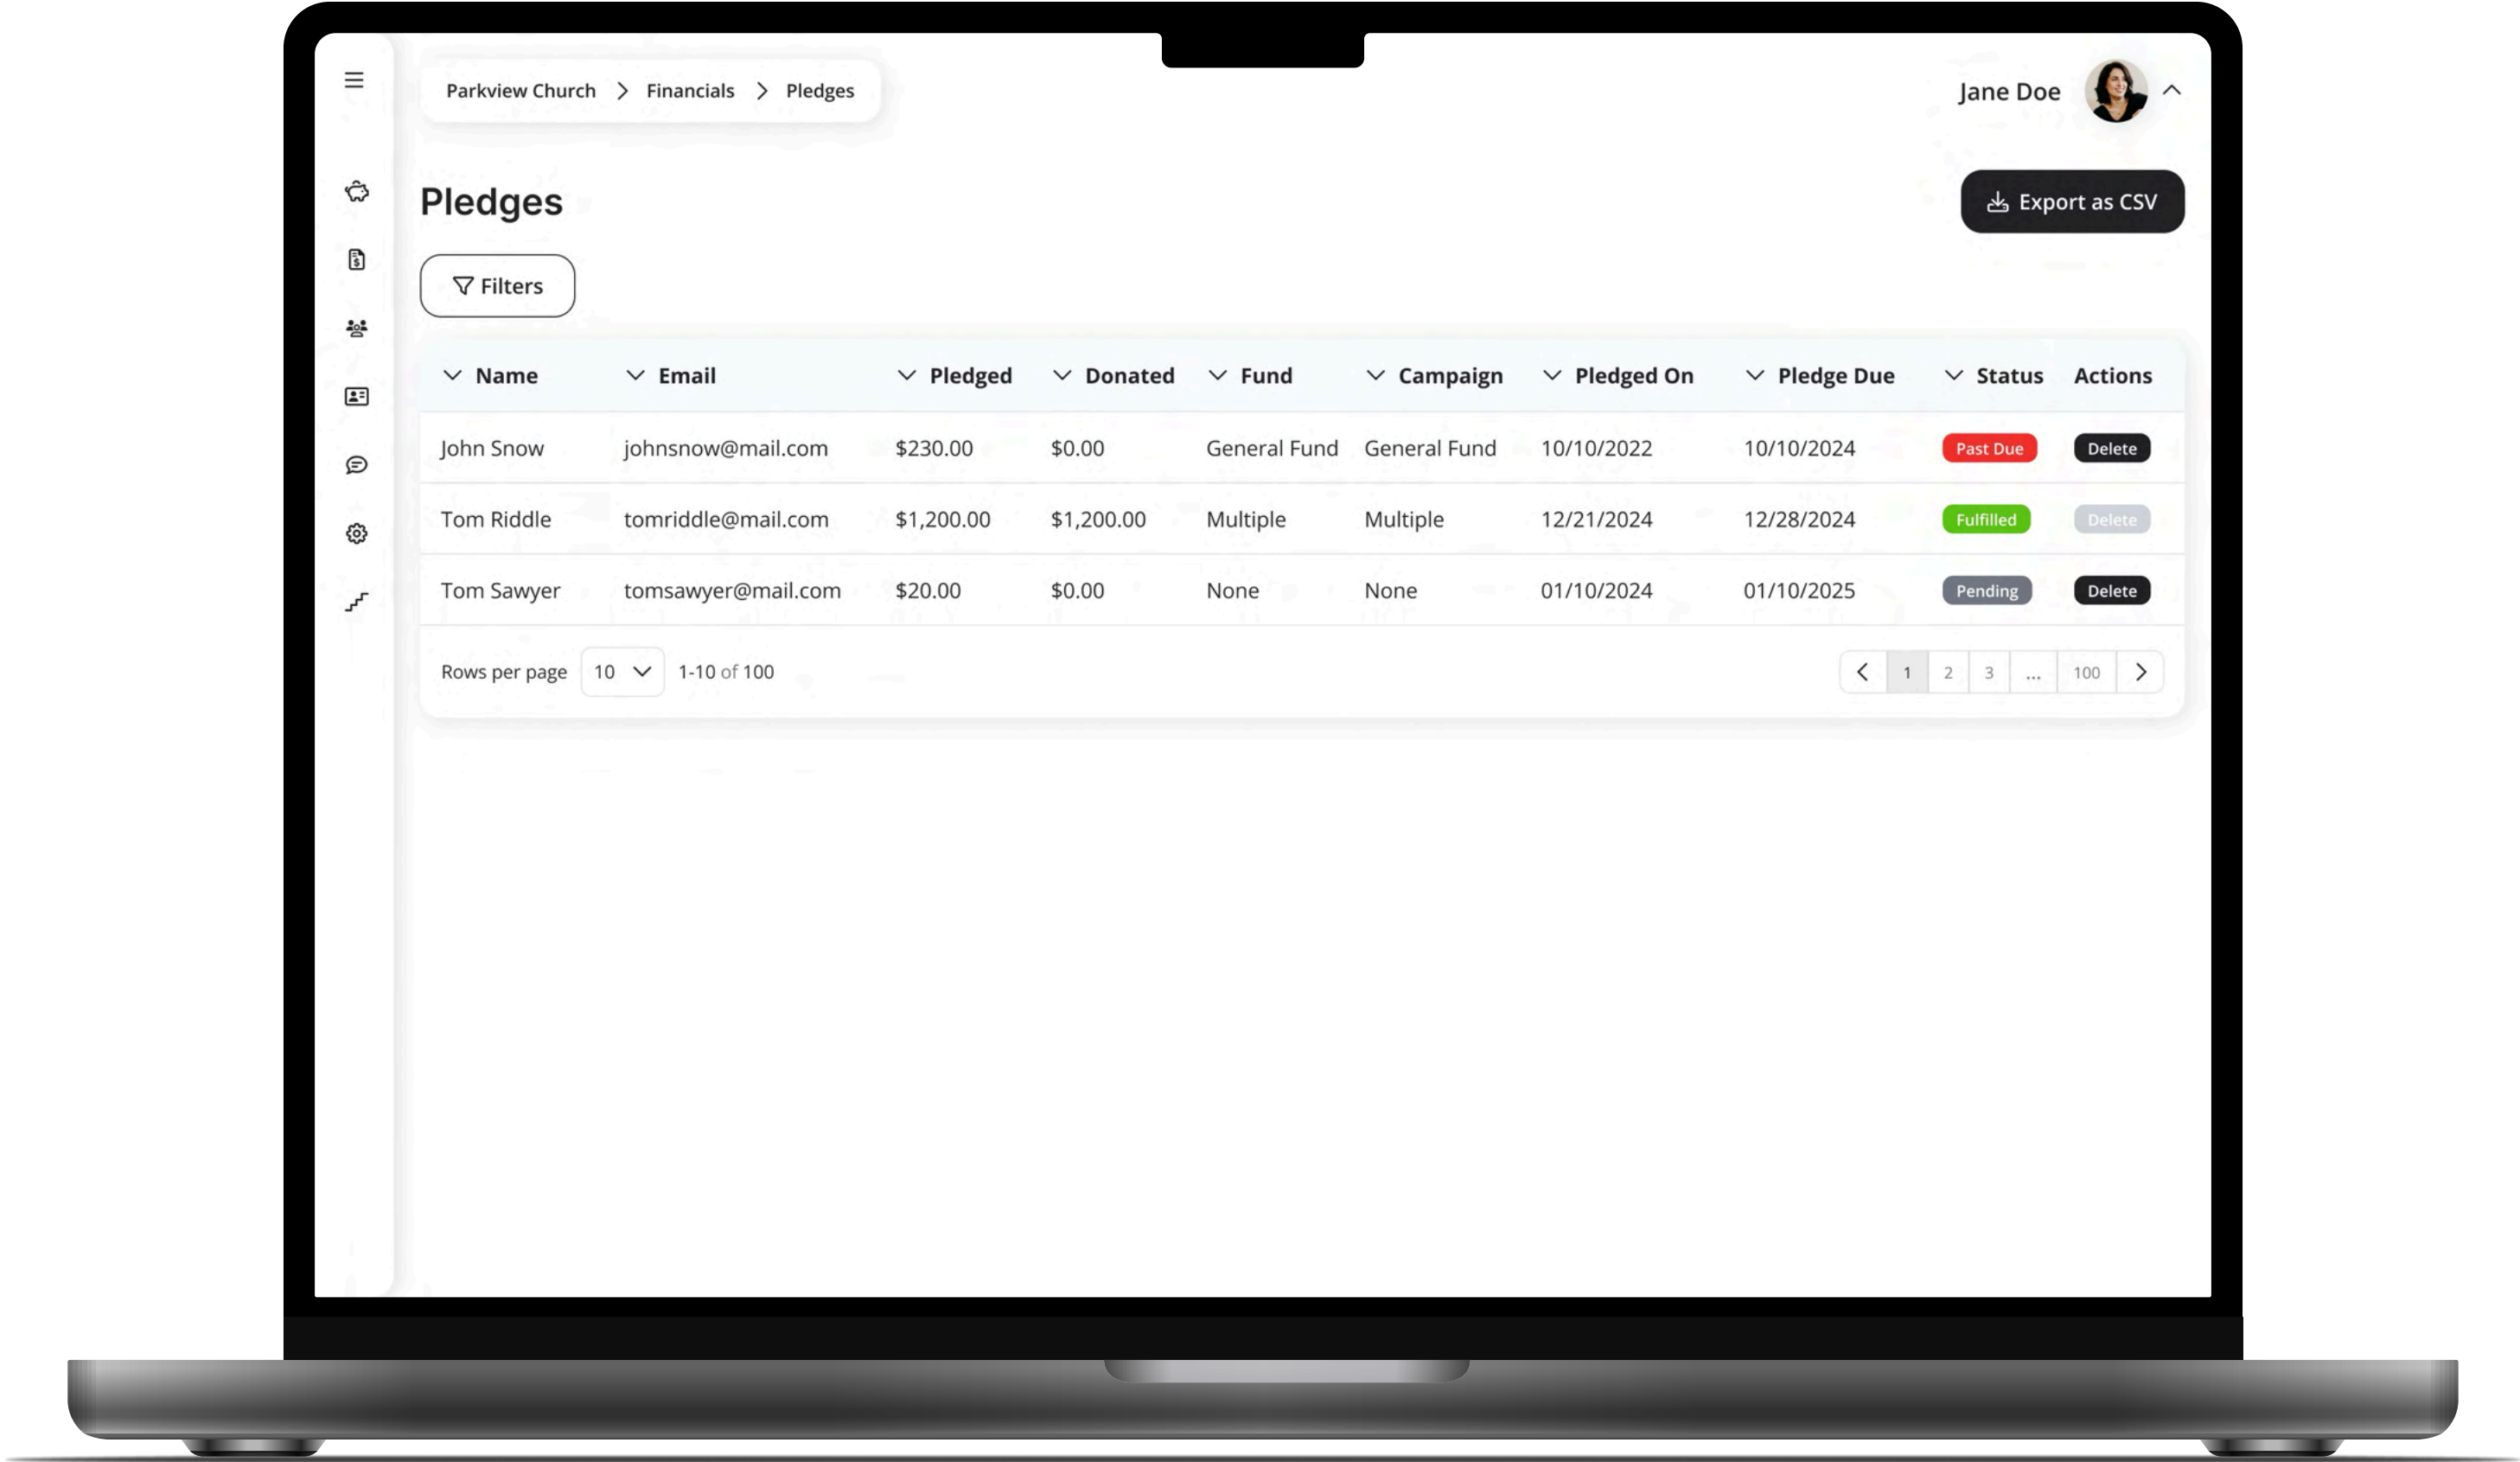 Parkview Church > Financials > Pledges
Jane Doe
Pledges
Export as CSV
Filters
Name Email Pledged Donated Fund Campaign Pledged On Pledge Due Status Actions
John Snow johnsnow@mail.com $230.00 $0.00 General Fund General Fund 10/10/2022 10/10/2024 Past Due Delete
Tom Riddle tomriddle@mail.com $1,200.00 $1,200.00 Multiple Multiple 12/21/2024 12/28/2024 Fulfilled Delete
Tom Sawyer tomsawyer@mail.com $20.00 $0.00 None None 01/10/2024 01/10/2025 Pending Delete
Rows per page 10 1-10 of 100 1 2 3 ... 100